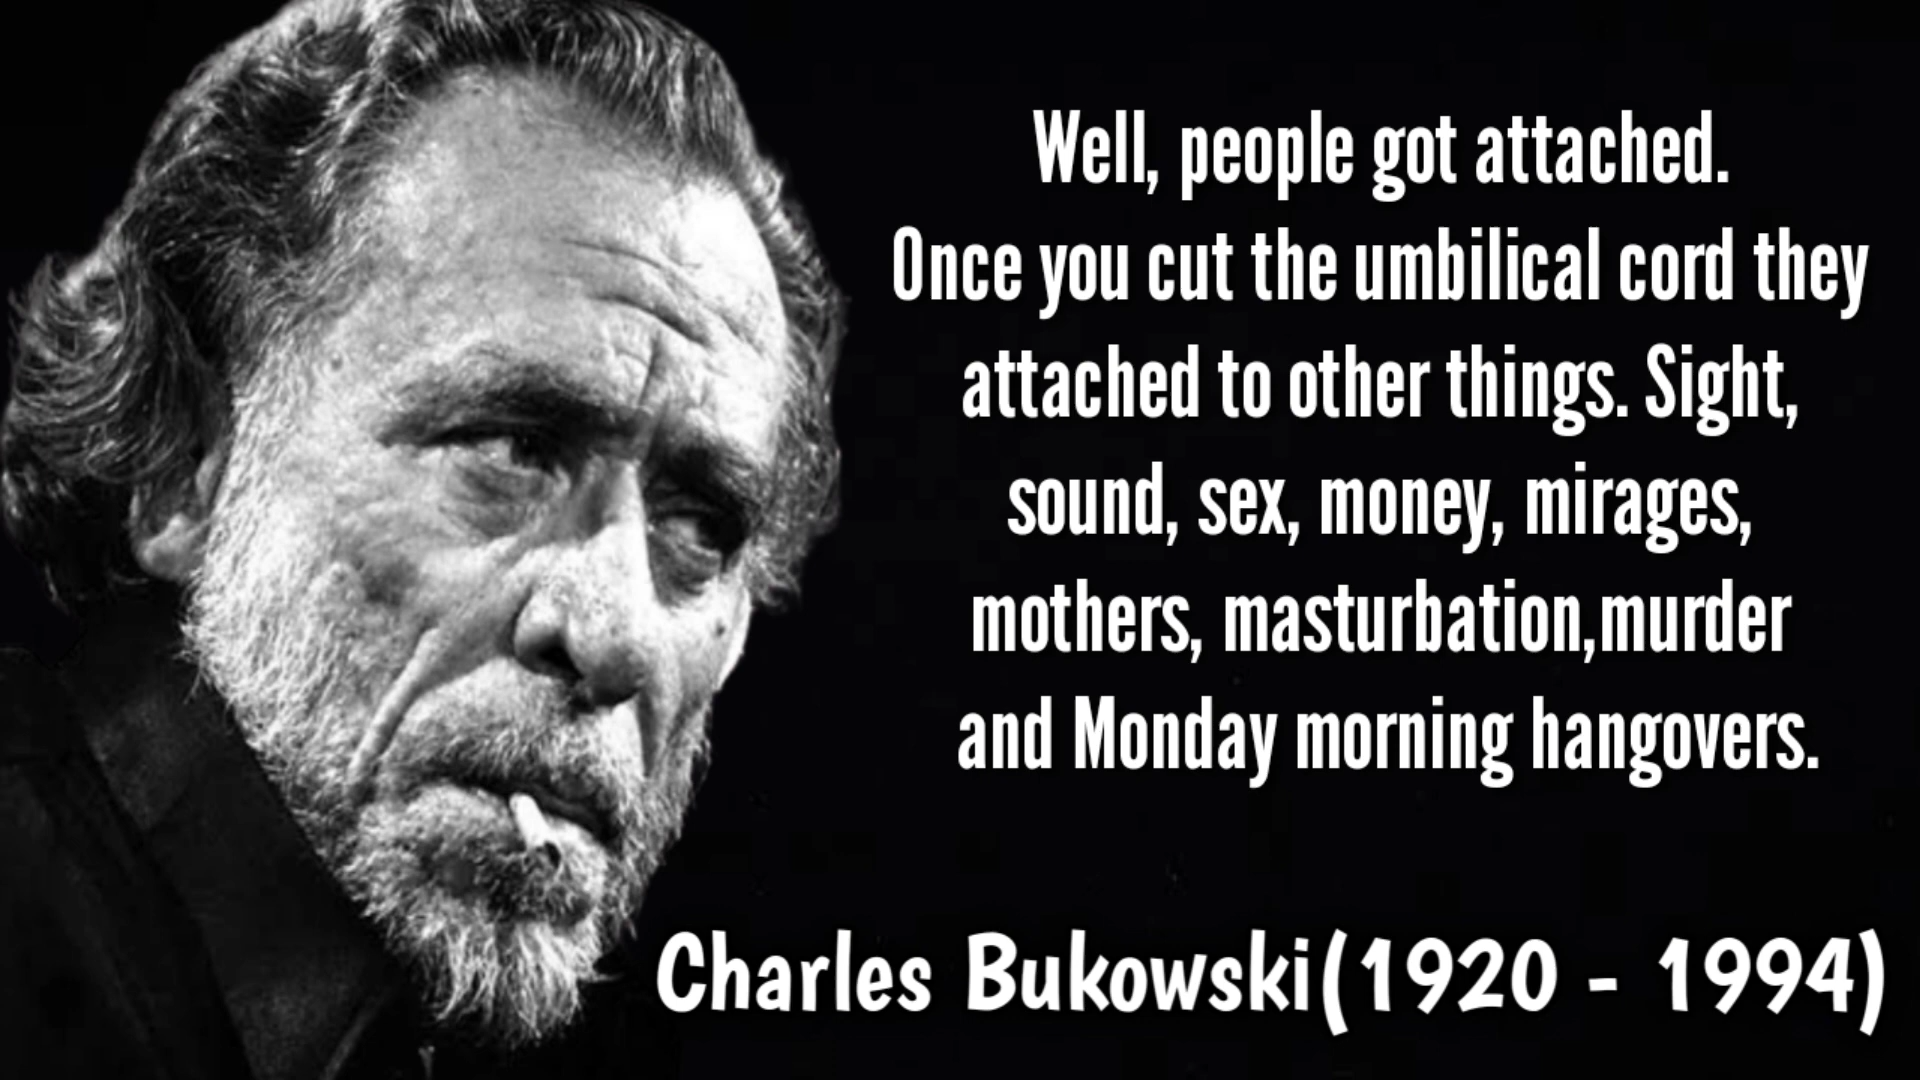 Well, people got attached.
Once you cut the umbilical cord they
attached to other things. Sight,
sound, sex, money, mirages,
mothers, masturbation,murder
and Monday morning hangovers.
Charles Bukowski(1920 - 1994)